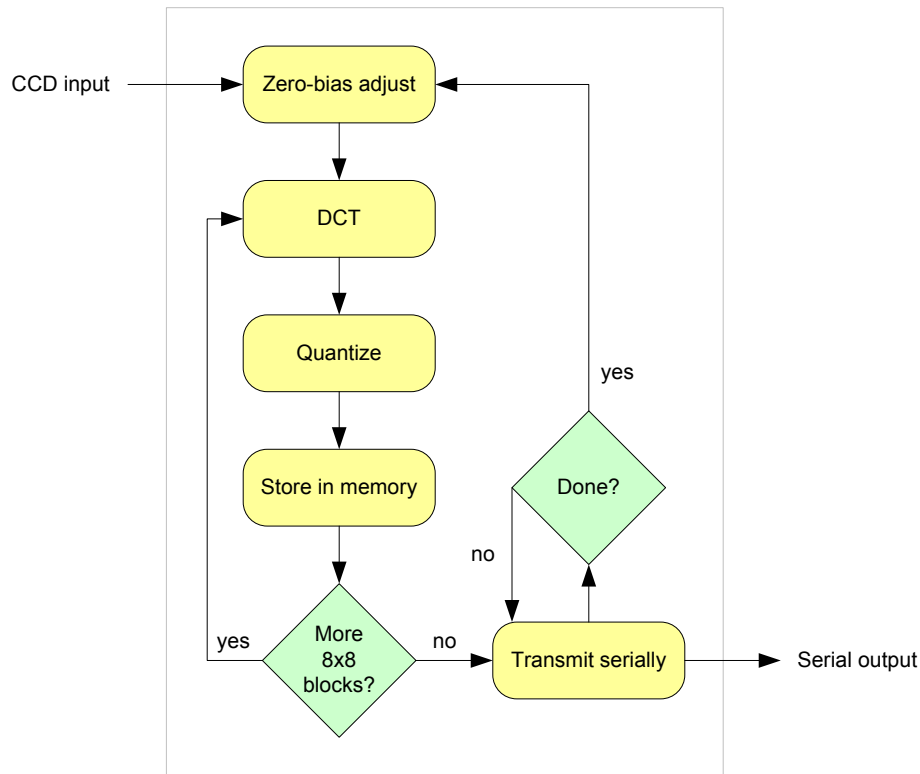 CCD input
Zero-bias adjust
DCT
Quantize
yes
Store in memory
Done?
no
yes
More
8x8
blocks?
no
Transmit serially
Serial output